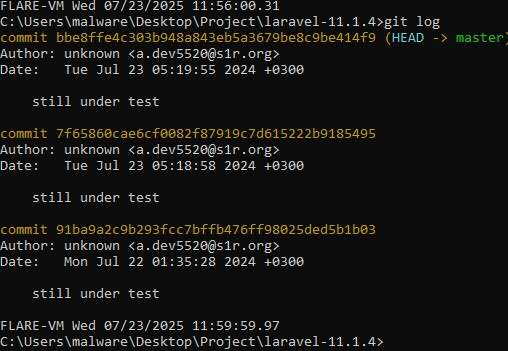 FLARE-VM Wed 07/23/2025 11:56:00.31
C:\Users\malware\Desktop\Project\laravel-11.1.4>git log
commit bbe8ffe4c303b948a843eb5a3679be8c9be414f9 (HEAD -> master)
Author: unknown <a.dev5520@s1r.org>
Date:   Tue Jul 23 05:19:55 2024 +0300
still under test
commit 7f65860cae6cf0082f87919c7d615222b9185495
Author: unknown <a.dev5520@s1r.org>
Date:   Tue Jul 23 05:18:58 2024 +0300
still under test
commit 91ba9a2c9b293fcc7bffb476ff98025ded5b1b03
Author: unknown <a.dev5520@s1r.org>
Date:   Mon Jul 22 01:35:28 2024 +0300
still under test
FLARE-VM Wed 07/23/2025 11:59:59.97
C:\Users\malware\Desktop\Project\laravel-11.1.4>